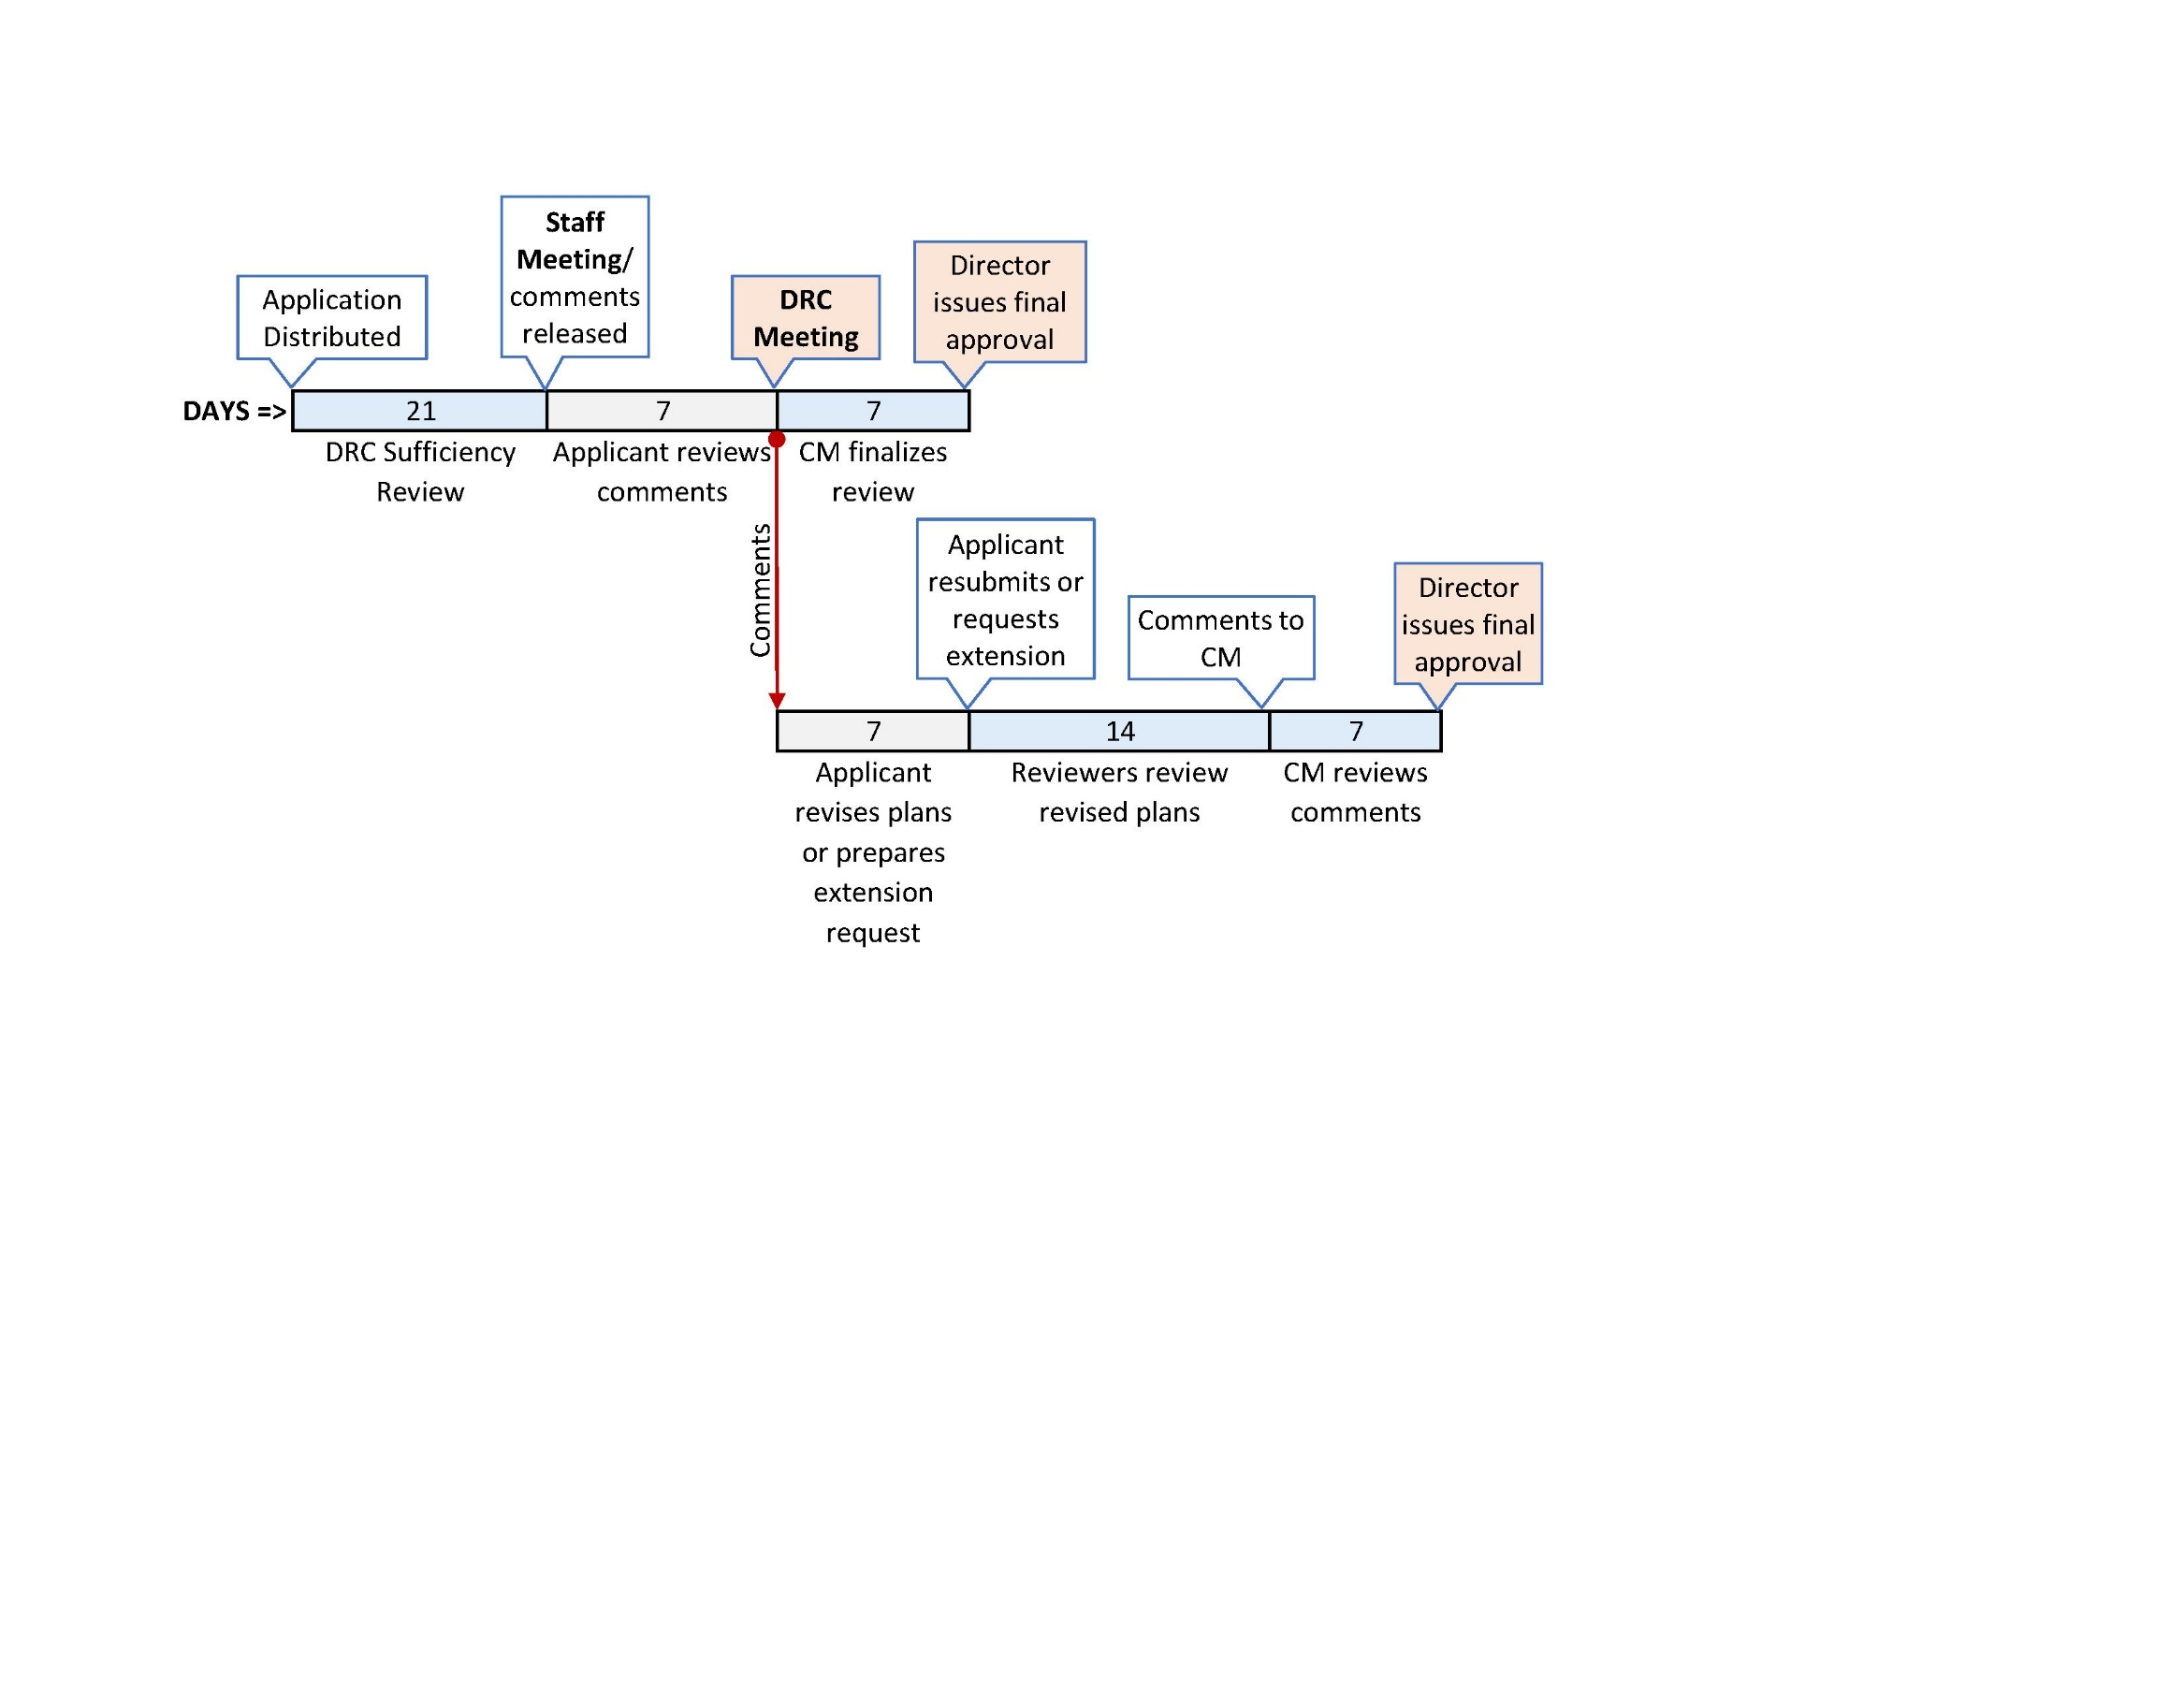 Application
Distributed
Staff
Meeting/
comments
released
DRC
Meeting
Director
issues final
approval
DAYS =>
21
7
7
DRC Sufficiency
Review
Applicant reviews
comments
CM finalizes
review
Comments
Applicant
resubmits or
requests
extension
Comments to
CM
Director
issues final
approval
7
14
7
Applicant
revises plans
or prepares
extension
request
Reviewers review
revised plans
CM reviews
comments